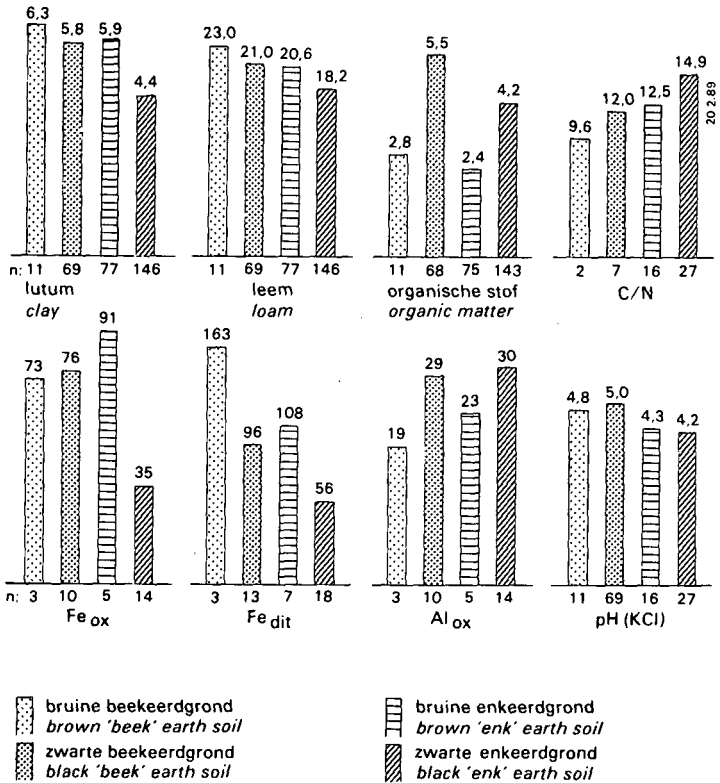 6,3 5,8 5,9 4,4
23,0 21,0 20,6 18,2
2,8 5,5 2,4 4,2
9,6 12,0 12,5 14,9
20 2.89
n: 11 69 77 146
lutum
clay
11 69 77 146
leem
loam
11 68 75 143
organische stof
organic matter
2 7 16 27
C/N
73 76 91 35
163 96 108 56
19 29 23 30
4,8 5,0 4,3 4,2
n: 3 10 5 14
Fe ox
3 13 7 18
Fe dit
3 10 5 14
Al ox
11 69 16 27
pH (KCl)
bruine beekeerdgrond
brown 'beek' earth soil
zwarte beekeerdgrond
black 'beek' earth soil
bruine enkeerdgrond
brown 'enk' earth soil
zwarte enkeerdgrond
black 'enk' earth soil